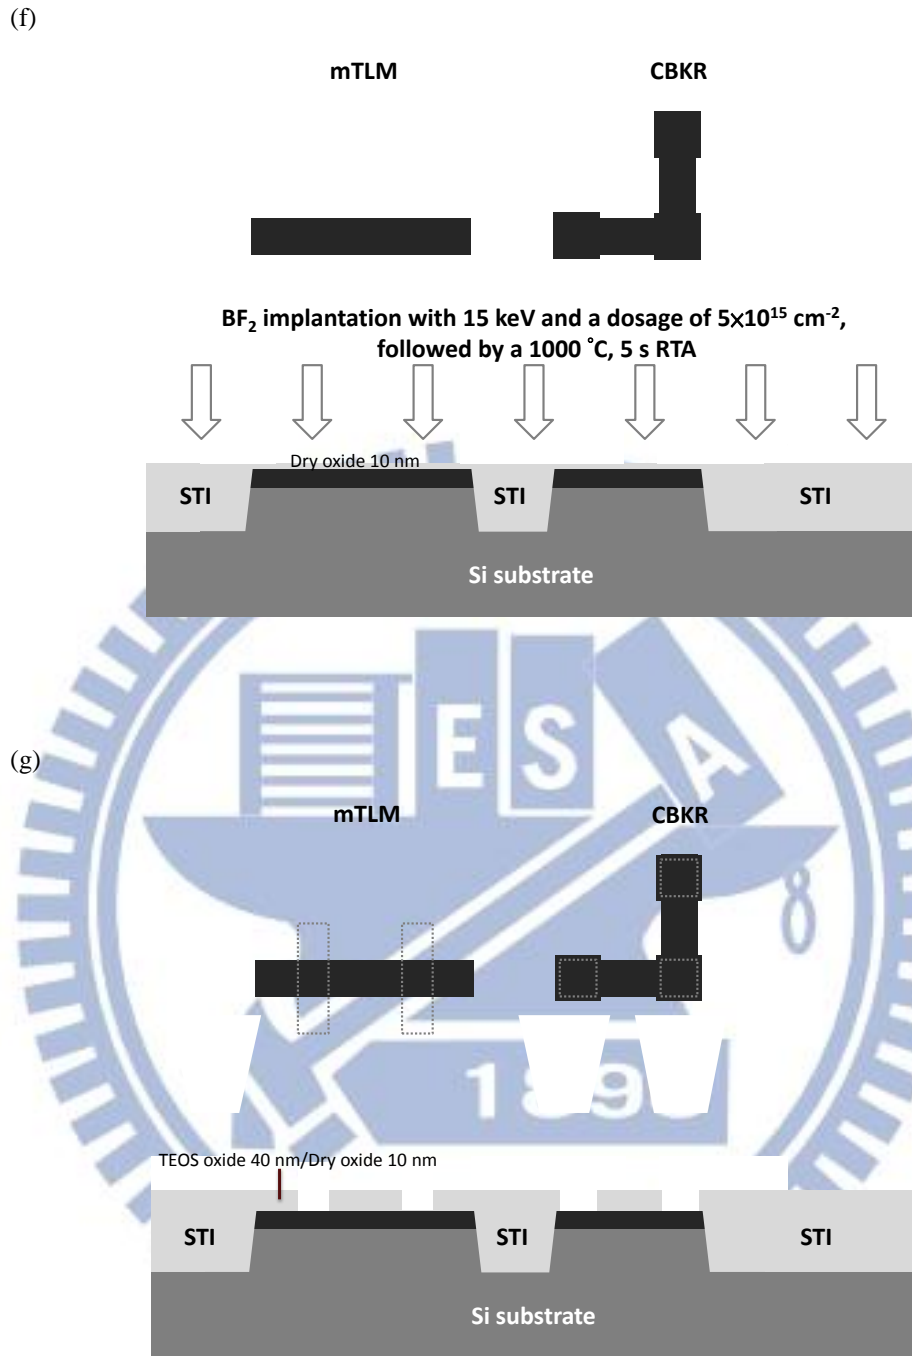 (f)
mTLM CBKR
BF₂ implantation with 15 keV and a dosage of 5×10¹⁵ cm⁻²,
followed by a 1000 ˚C, 5 s RTA
Dry oxide 10 nm
STI STI STI
Si substrate
E S A
(g)
mTLM CBKR
189
TEOS oxide 40 nm/Dry oxide 10 nm
STI STI STI
Si substrate